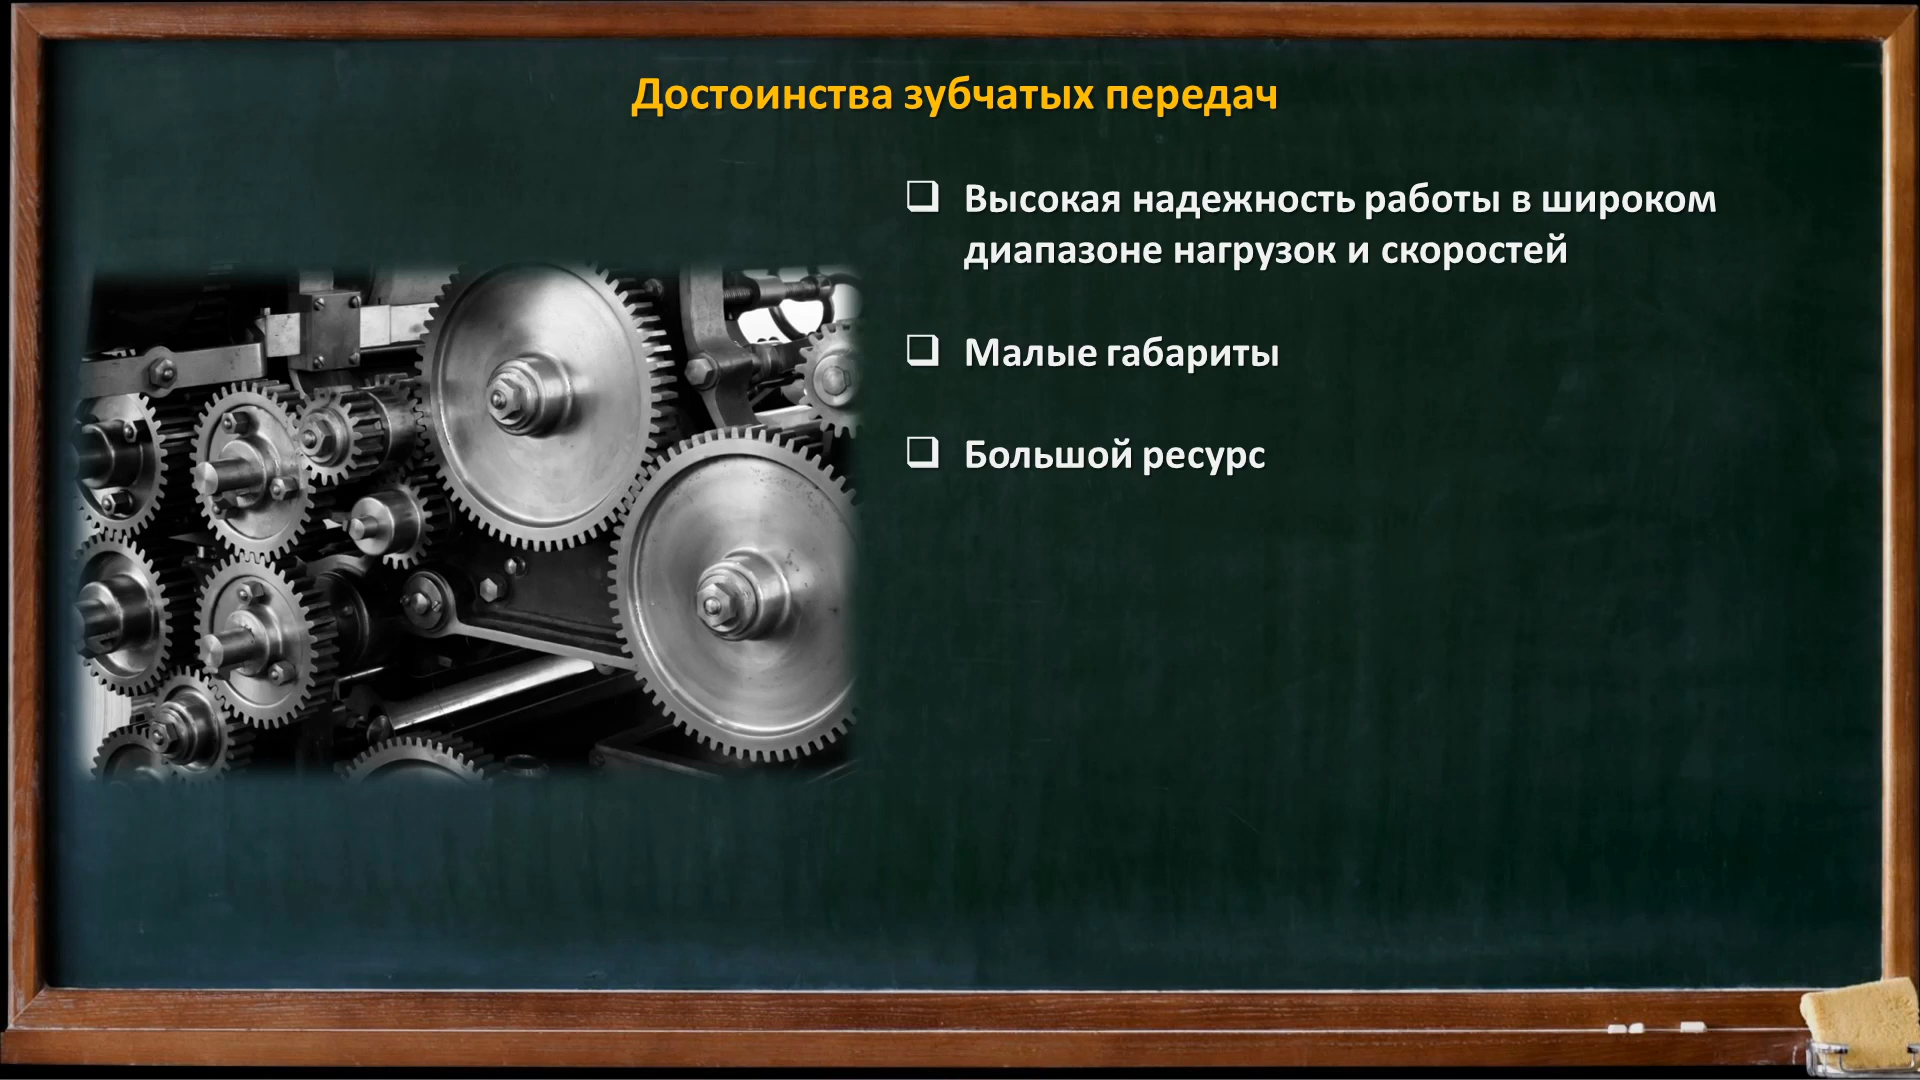 Достоинства зубчатых передач
❑ Высокая надежность работы в широком
диапазоне нагрузок и скоростей
❑ Малые габариты
❑ Большой ресурс